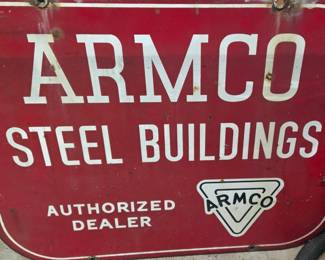 ARMCO
STEEL BUILDINGS
AUTHORIZED
DEALER
ARMCO